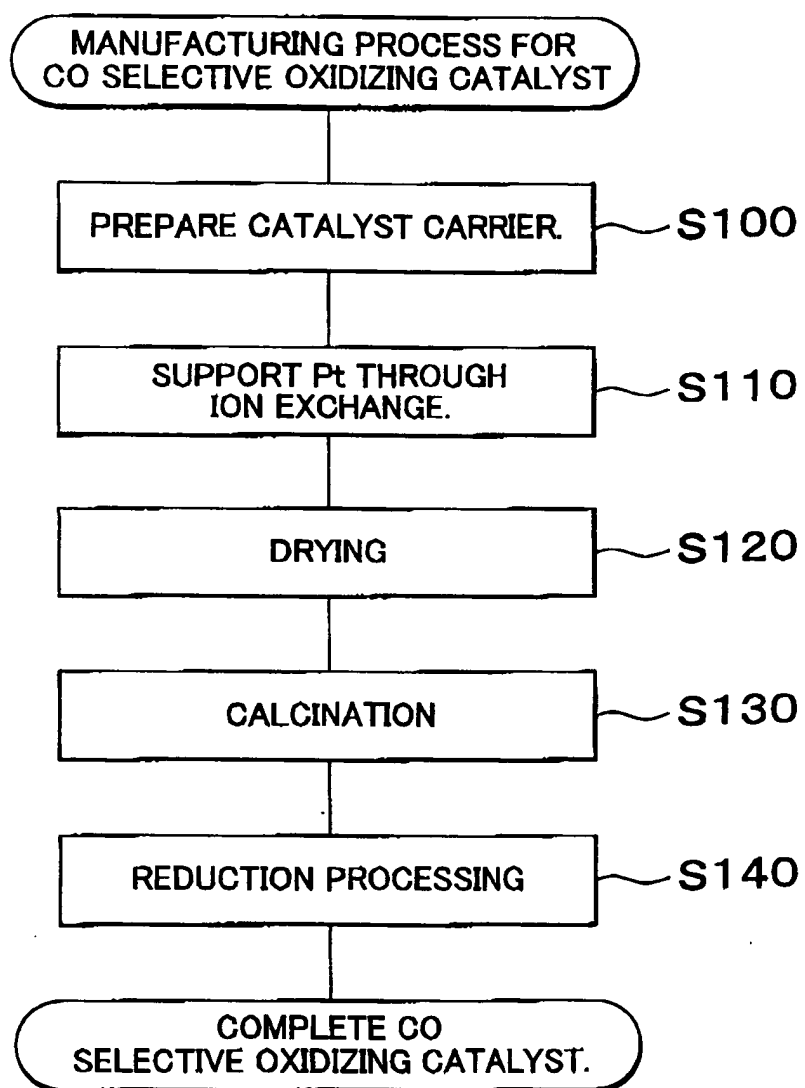 MANUFACTURING PROCESS FOR
CO SELECTIVE OXIDIZING CATALYST
PREPARE CATALYST CARRIER.
S100
SUPPORT Pt THROUGH
ION EXCHANGE.
S110
DRYING
S120
CALCINATION
S130
REDUCTION PROCESSING
S140
COMPLETE CO
SELECTIVE OXIDIZING CATALYST.